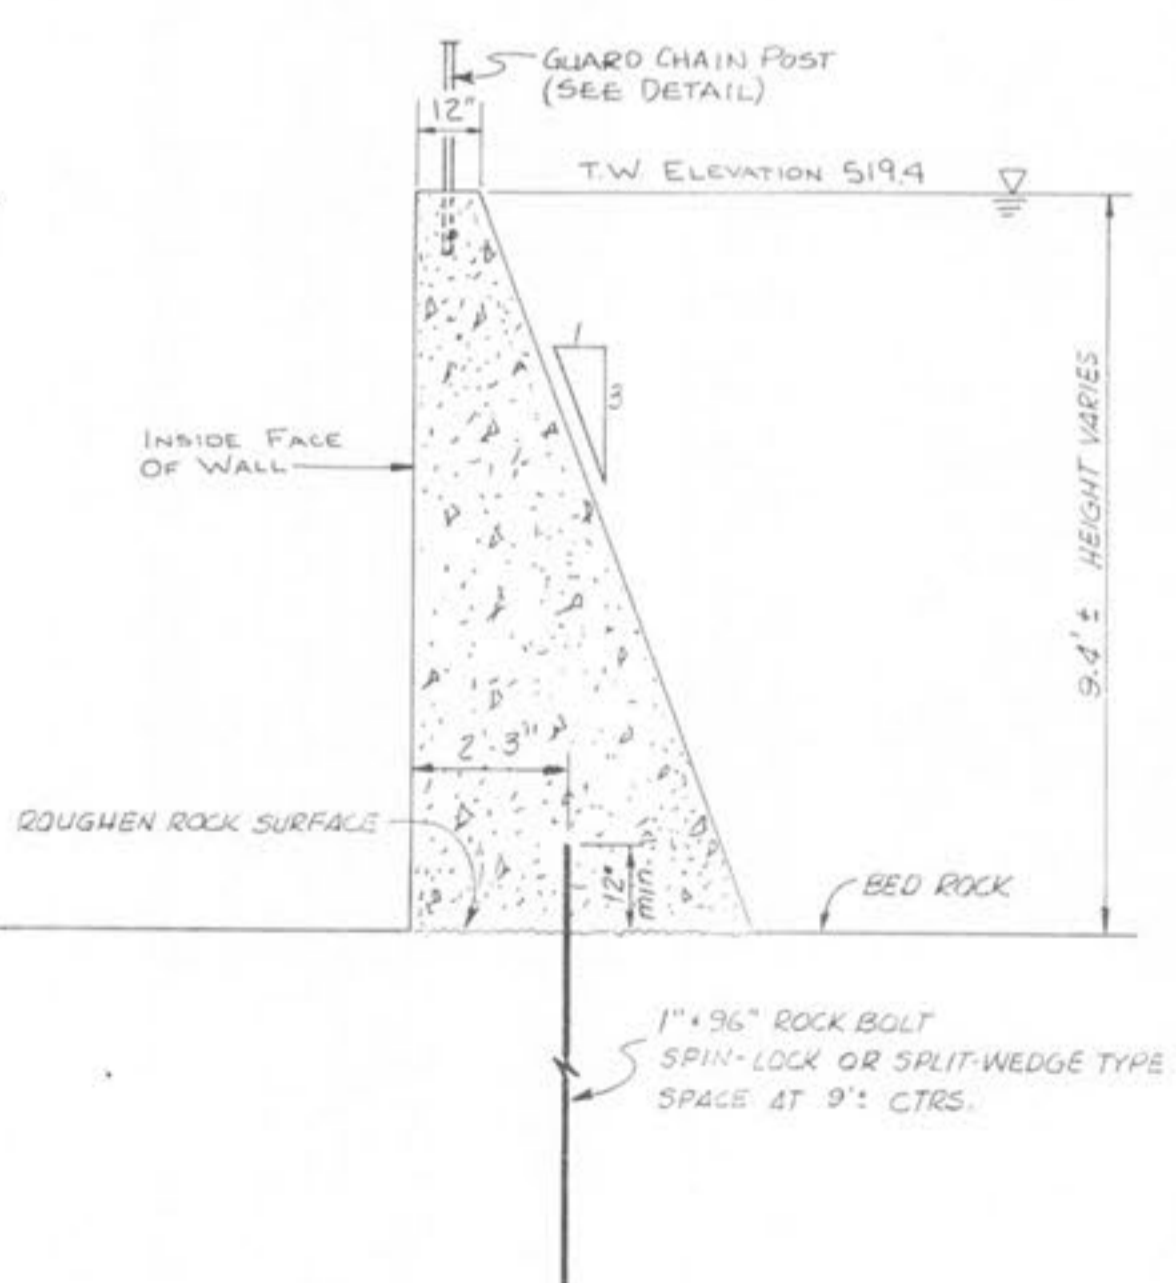 GUARD CHAIN POST
(SEE DETAIL)
12"
T.W. ELEVATION 519.4
1
3
INSIDE FACE
OF WALL
9.4' ± HEIGHT VARIES
2'-3"
ROUGHEN ROCK SURFACE
12"
min.
BED ROCK
1" • 96" ROCK BOLT
SPIN-LOCK OR SPLIT-WEDGE TYPE
SPACE AT 9'± CTRS.